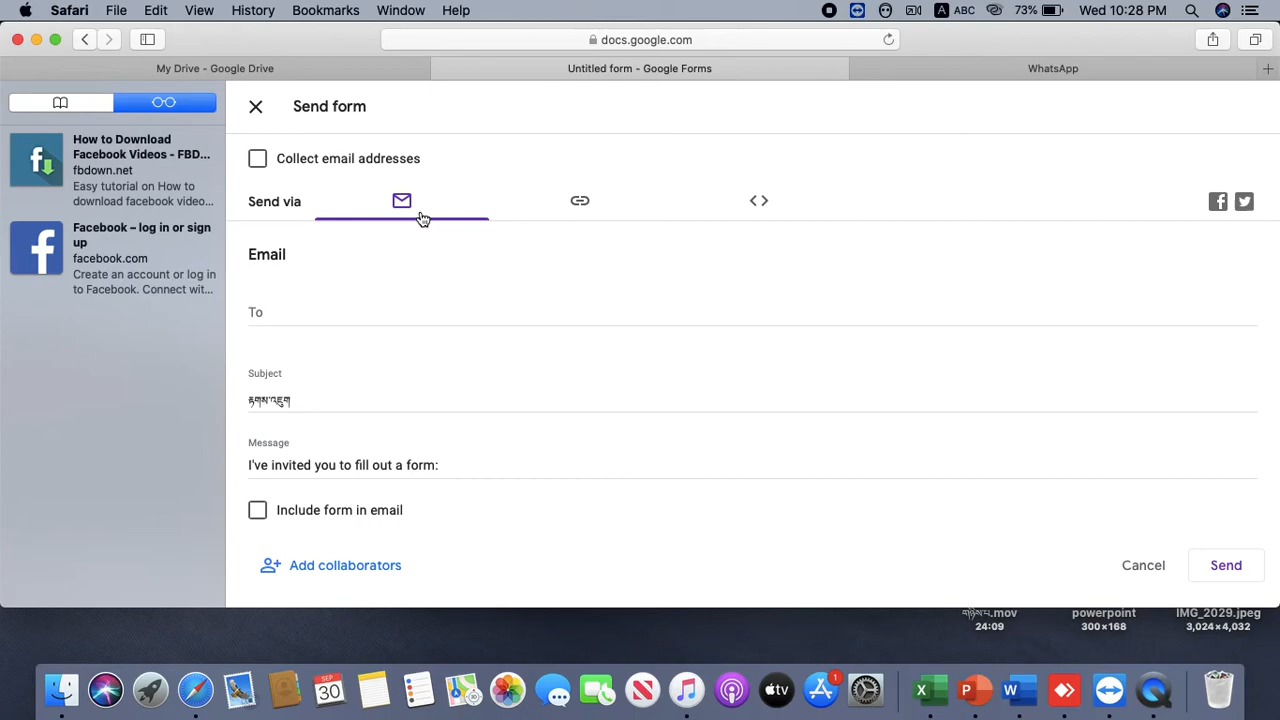 Safari File Edit View History Bookmarks Window Help
A ABC 73% Wed 10:28 PM
docs.google.com
My Drive - Google Drive
Untitled form - Google Forms
WhatsApp
Send form
How to Download
Facebook Videos - FBD...
fbdown.net
Easy tutorial on How to
download facebook video...
Facebook – log in or sign
up
facebook.com
Create an account or log in
to Facebook. Connect wit...
Collect email addresses
Send via
Email
To
Subject
རྟགས་འཇུག
Message
I've invited you to fill out a form:
Include form in email
Add collaborators
Cancel
Send
.mov
24:09
powerpoint
300×168
IMG_2029.jpeg
3,024×4,032
SEP
30
tv
1
X
P
W